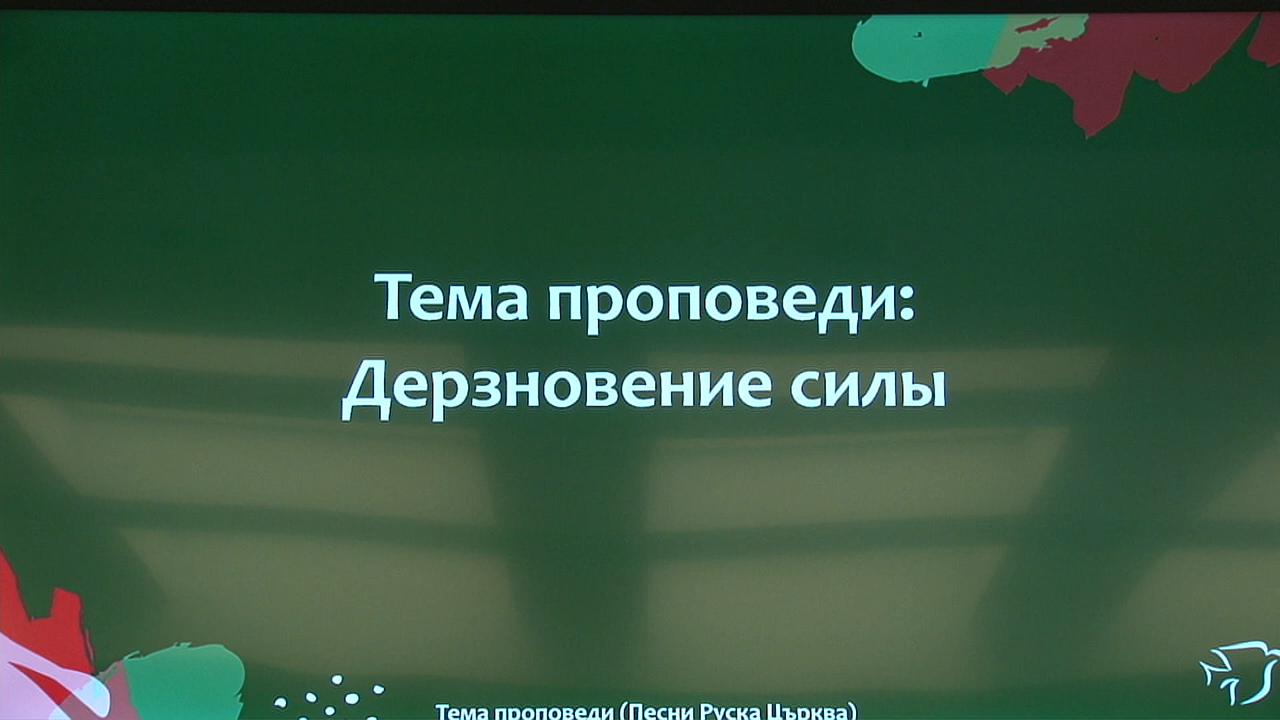 Тема проповеди:
Дерзновение силы
Тема проповеди (Песни Руска Църква)